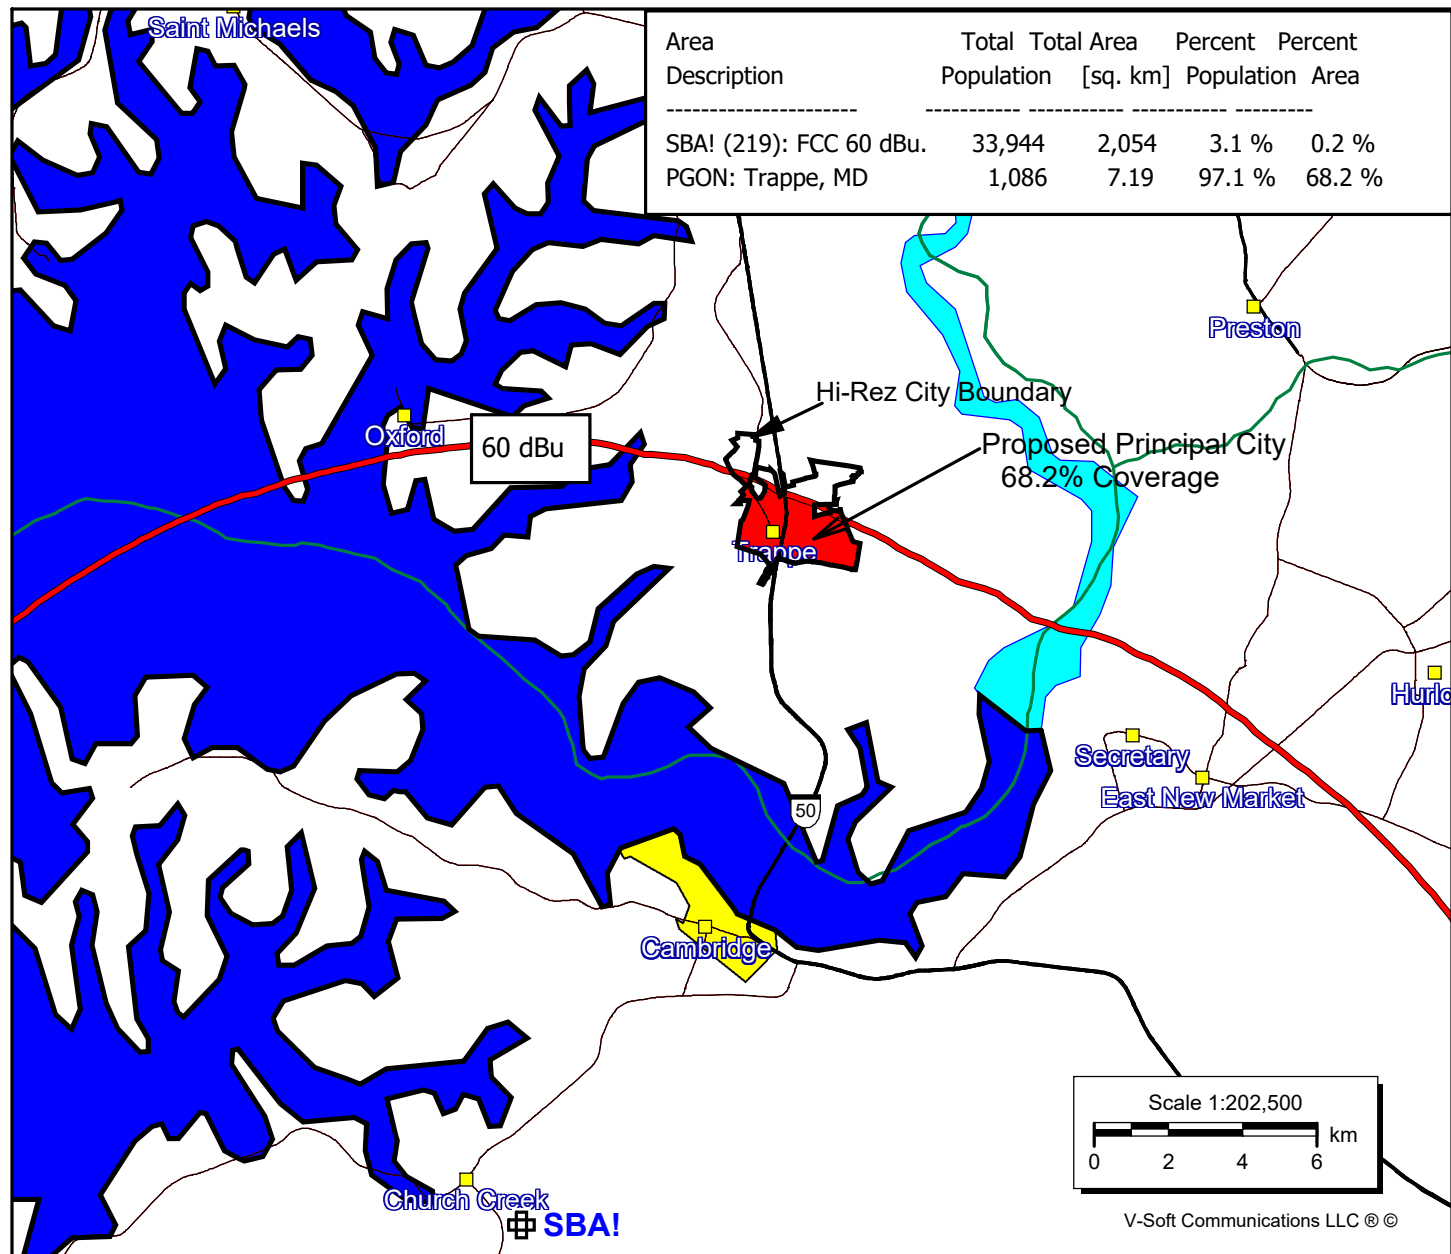 Saint Michaels
Area Total Total Area Percent Percent
Description Population [sq. km] Population Area
---------------------- ----------- ----------- ----------- ---------
SBA! (219): FCC 60 dBu. 33,944 2,054 3.1 % 0.2 %
PGON: Trappe, MD 1,086 7.19 97.1 % 68.2 %
Preston
Hi-Rez City Boundary
Oxford
60 dBu
Proposed Principal City
68.2% Coverage
Trappe
Hurlo
Secretary
East New Market
50
Cambridge
Scale 1:202,500
km
0 2 4 6
Church Creek
SBA!
V-Soft Communications LLC ® ©